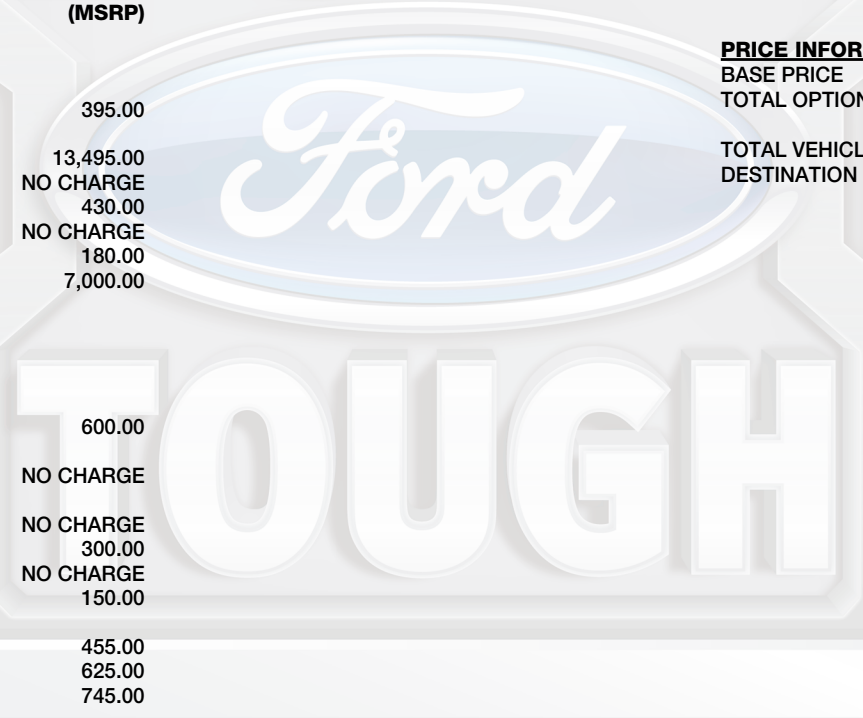 (MSRP)
395.00
13,495.00
NO CHARGE
430.00
NO CHARGE
180.00
7,000.00
600.00
NO CHARGE
NO CHARGE
300.00
NO CHARGE
150.00
455.00
625.00
745.00
PRICE INFOR
BASE PRICE
TOTAL OPTION
TOTAL VEHICL
DESTINATION
Ford
TOUGH